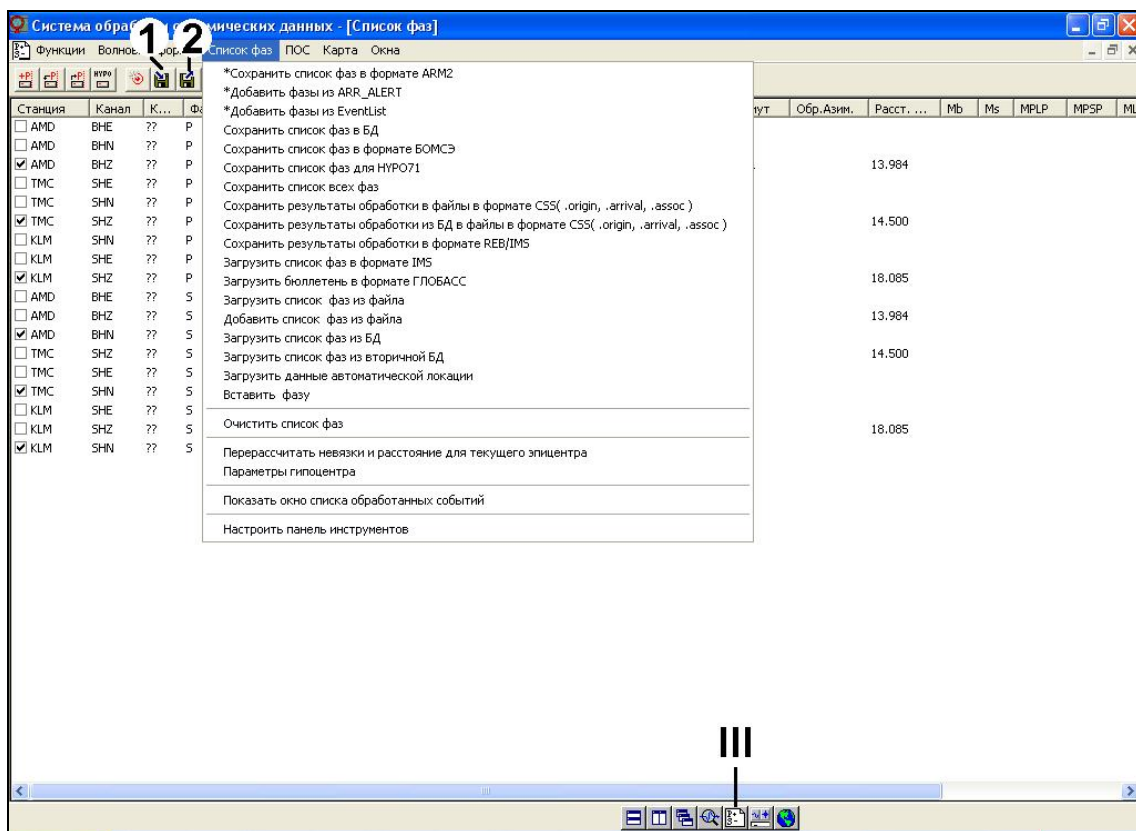 Система обра мических данных - [Список фаз]
1 2
Функции Волнов Список фаз ПОС Карта Окна
+P HYPO
Станция Канал К... Обр.Азим. Расст. ... Mb Ms MPLP MPSP
*Сохранить список фаз в формате ARM2
*Добавить фазы из ARR_ALERT
*Добавить фазы из EventList
Сохранить список фаз в БД
Сохранить список фаз в формате БОМСЭ
Сохранить список фаз для HYPO71
Сохранить список всех фаз
Сохранить результаты обработки в файлы в формате CSS( .origin, .arrival, .assoc )
Сохранить результаты обработки из БД в файлы в формате CSS( .origin, .arrival, .assoc )
Сохранить результаты обработки в формате REB/IMS
Загрузить список фаз в формате IMS
Загрузить бюллетень в формате ГЛОБАСС
Загрузить список фаз из файла
Добавить список фаз из файла
Загрузить список фаз из БД
Загрузить список фаз из вторичной БД
Загрузить данные автоматической локации
Вставить фазу
Очистить список фаз
Перерассчитать невязки и расстояние для текущего эпицентра
Параметры гипоцентра
Показать окно списка обработанных событий
Настроить панель инструментов
AMD BHE ?? P
AMD BHN ?? P
AMD BHZ ?? P 13.984
TMC SHE ?? P
TMC SHN ?? P
TMC SHZ ?? P 14.500
KLM SHN ?? P
KLM SHE ?? P
KLM SHZ ?? P 18.085
AMD BHE ?? S
AMD BHZ ?? S 13.984
AMD BHN ?? S
TMC SHZ ?? S 14.500
TMC SHE ?? S
TMC SHN ?? S
KLM SHE ?? S
KLM SHZ ?? S 18.085
KLM SHN ?? S
III